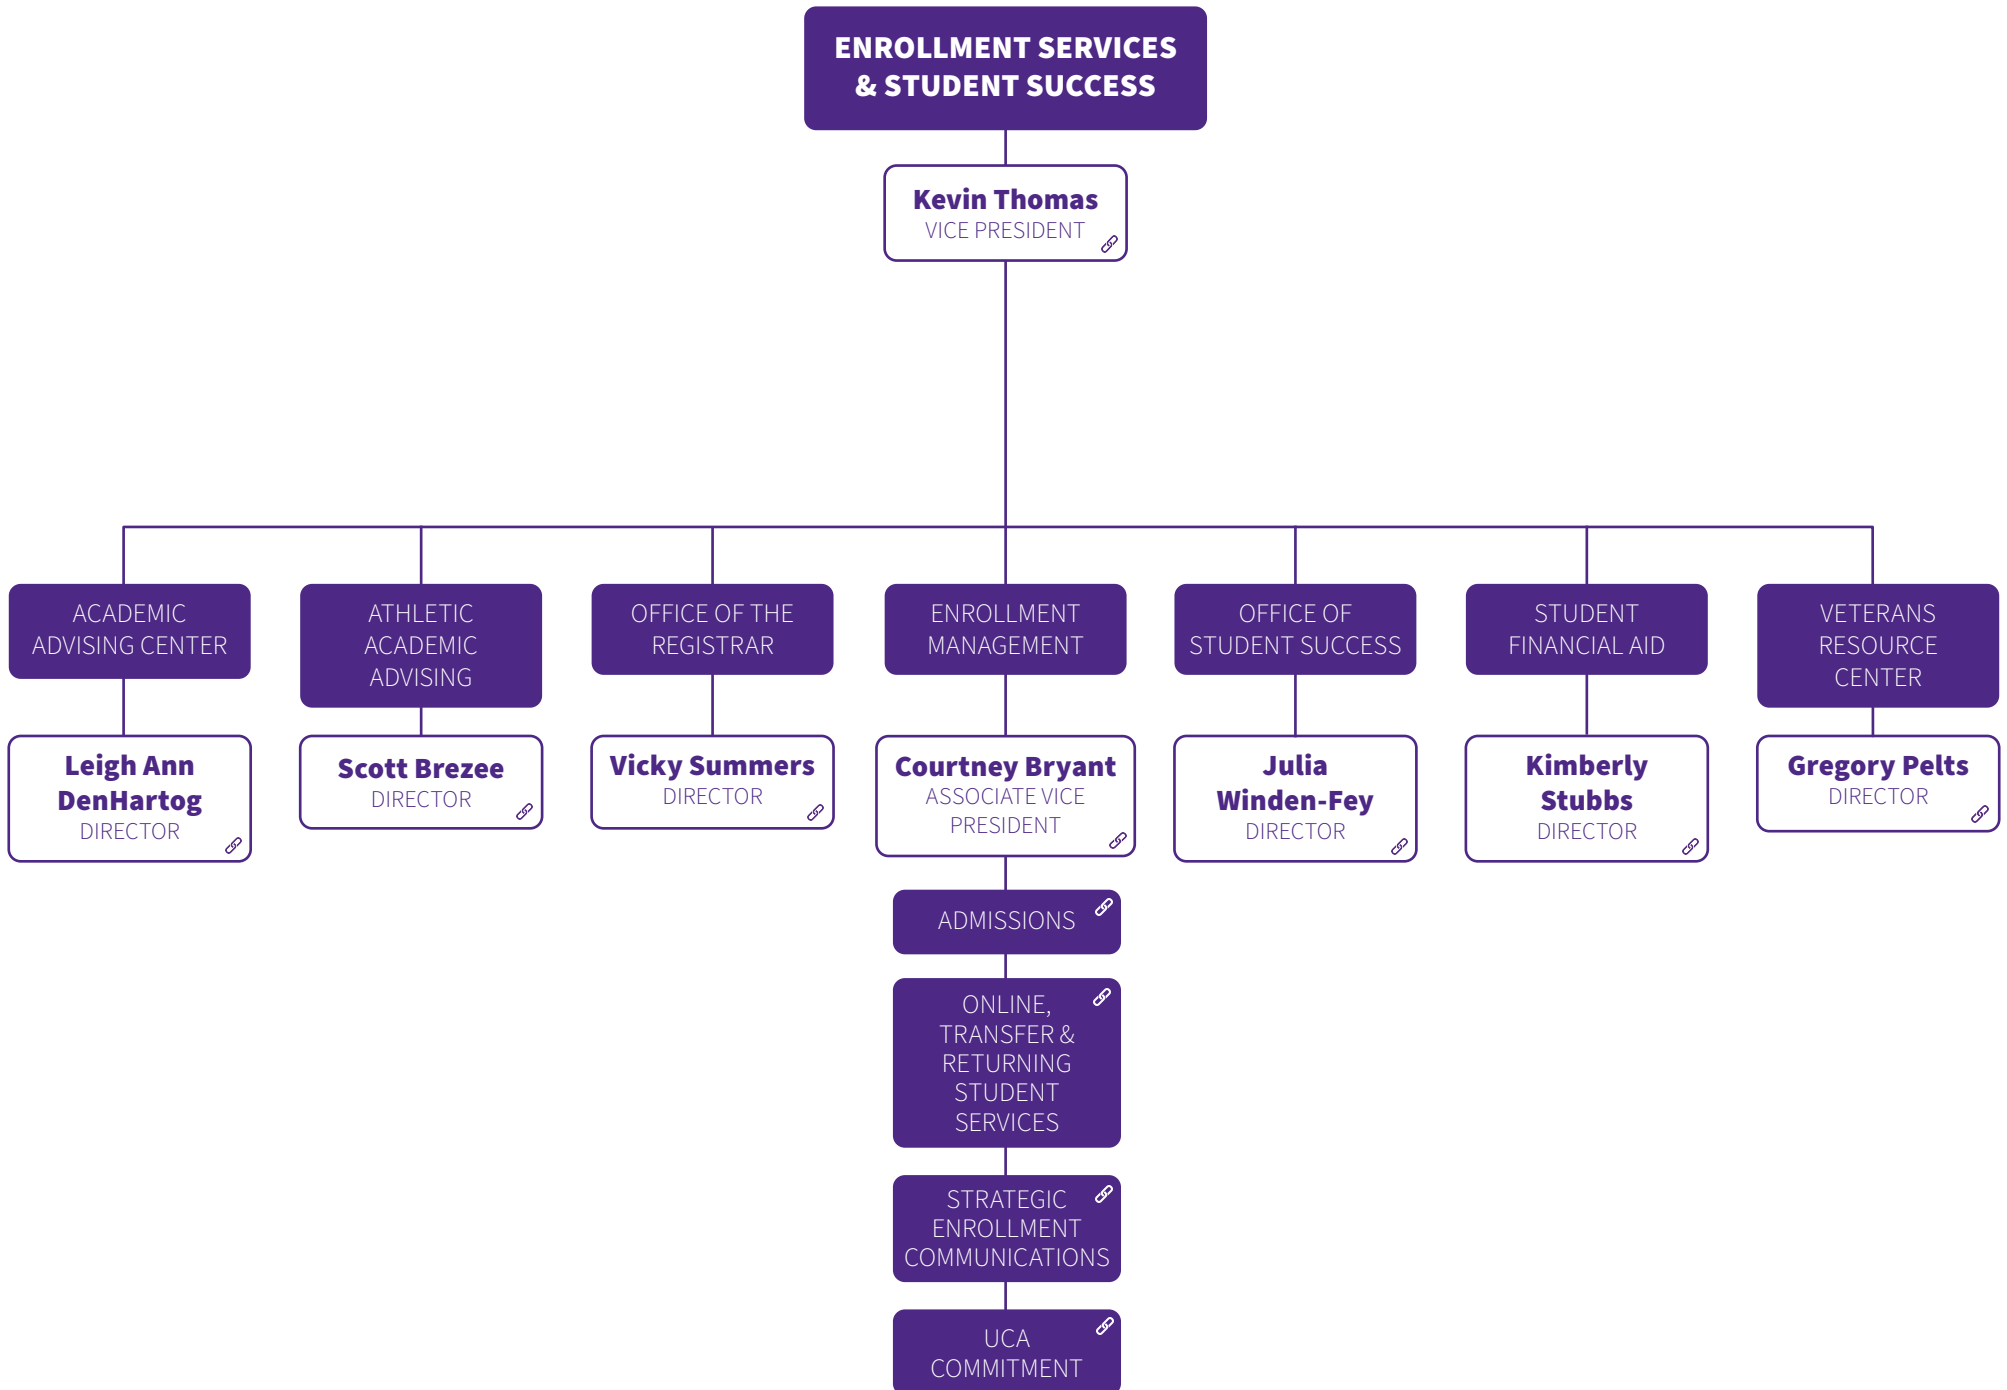 ENROLLMENT SERVICES
& STUDENT SUCCESS
Kevin Thomas
VICE PRESIDENT
ACADEMIC
ADVISING CENTER
Leigh Ann
DenHartog
DIRECTOR
ATHLETIC
ACADEMIC
ADVISING
Scott Brezee
DIRECTOR
OFFICE OF THE
REGISTRAR
Vicky Summers
DIRECTOR
ENROLLMENT
MANAGEMENT
Courtney Bryant
ASSOCIATE VICE
PRESIDENT
ADMISSIONS
ONLINE,
TRANSFER &
RETURNING
STUDENT
SERVICES
STRATEGIC
ENROLLMENT
COMMUNICATIONS
UCA
COMMITMENT
OFFICE OF
STUDENT SUCCESS
Julia
Winden-Fey
DIRECTOR
STUDENT
FINANCIAL AID
Kimberly
Stubbs
DIRECTOR
VETERANS
RESOURCE
CENTER
Gregory Pelts
DIRECTOR